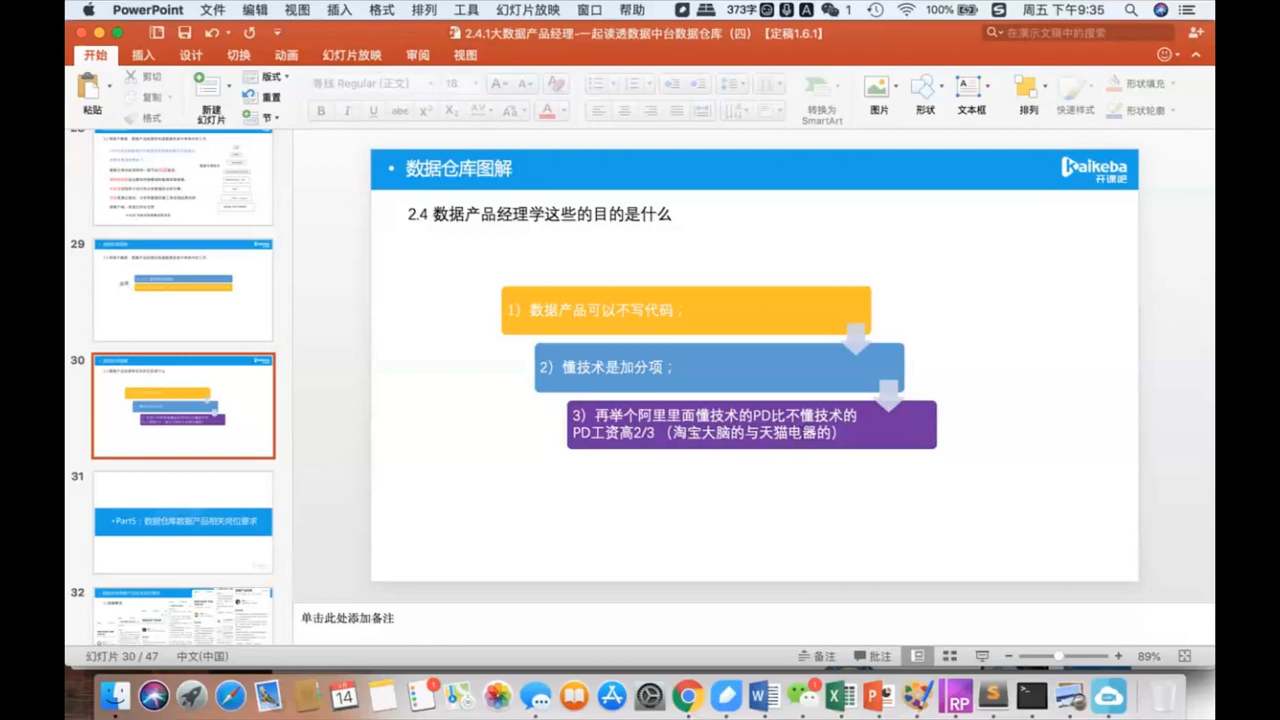 PowerPoint 文件 编辑 视图 插入 格式 排列 工具 幻灯片放映 窗口 帮助 373字 1 100% 周五 下午9:35
2.4.1大数据产品经理-一起读透数据中台数据仓库（四）【定稿1.6.1】
在演示文稿中的搜索
开始 插入 设计 切换 动画 幻灯片放映 审阅 视图
粘贴 剪切 复制 格式
新建
幻灯片
版式 重置 节
等线 Regular (正文) 18
转换为
SmartArt
图片 形状 文本框 排列 快速样式 形状填充 形状轮廓
29
30
31
•Part5：数据仓库数据产品相关岗位要求
32
• 数据仓库图解
Kaikeba
开课吧
2.4 数据产品经理学这些的目的是什么
1）数据产品可以不写代码；
2）懂技术是加分项；
3）再举个阿里里面懂技术的PD比不懂技术的
PD工资高2/3 （淘宝大脑的与天猫电器的）
单击此处添加备注
幻灯片 30 / 47 中文(中国) 备注 批注 89%
14
RP